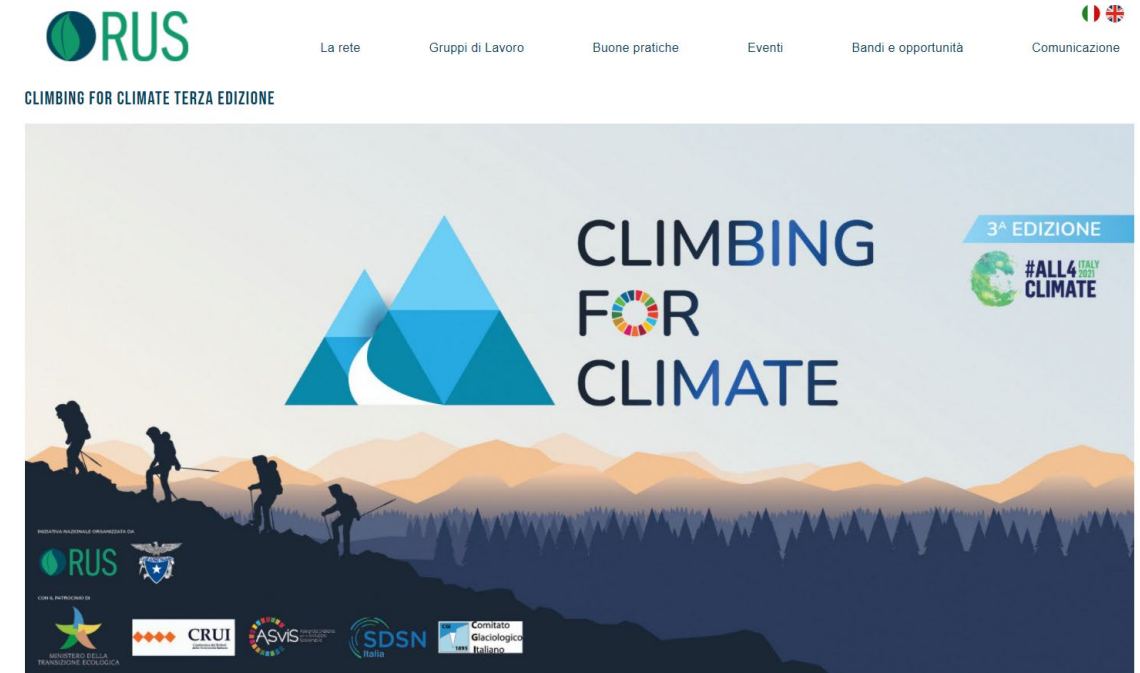 RUS
La rete
Gruppi di Lavoro
Buone pratiche
Eventi
Bandi e opportunità
Comunicazione
CLIMBING FOR CLIMATE TERZA EDIZIONE
CLIMBING
FOR
CLIMATE
3ᴬ EDIZIONE
#ALL4 ITALY 2021
CLIMATE
INIZIATIVA NAZIONALE ORGANIZZATA DA
RUS
CON IL PATROCINIO DI
MINISTERO DELLA
TRANSIZIONE ECOLOGICA
CRUI
ASviS
SDSN
Italia
CGI
1895
Comitato
Glaciologico
Italiano